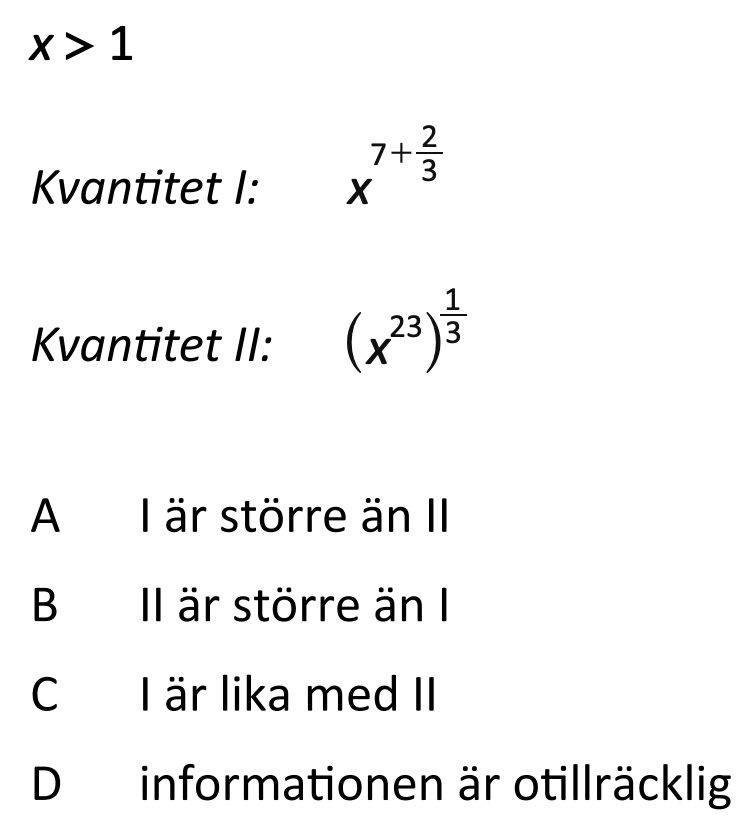 x > 1
Kvantitet I: x^{7+\frac{2}{3}}
Kvantitet II: (x^{23})^{\frac{1}{3}}
A I är större än II
B II är större än I
C I är lika med II
D informationen är otillräcklig